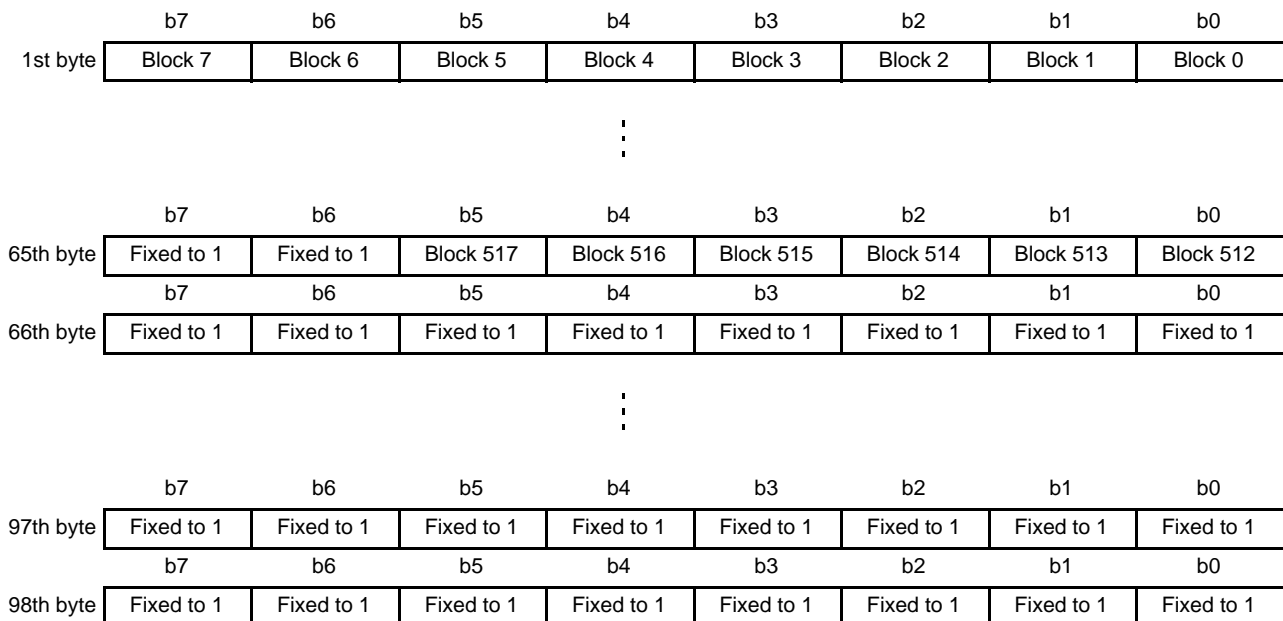 b7 b6 b5 b4 b3 b2 b1 b0
1st byte Block 7 Block 6 Block 5 Block 4 Block 3 Block 2 Block 1 Block 0
b7 b6 b5 b4 b3 b2 b1 b0
65th byte Fixed to 1 Fixed to 1 Block 517 Block 516 Block 515 Block 514 Block 513 Block 512
b7 b6 b5 b4 b3 b2 b1 b0
66th byte Fixed to 1 Fixed to 1 Fixed to 1 Fixed to 1 Fixed to 1 Fixed to 1 Fixed to 1 Fixed to 1
b7 b6 b5 b4 b3 b2 b1 b0
97th byte Fixed to 1 Fixed to 1 Fixed to 1 Fixed to 1 Fixed to 1 Fixed to 1 Fixed to 1 Fixed to 1
b7 b6 b5 b4 b3 b2 b1 b0
98th byte Fixed to 1 Fixed to 1 Fixed to 1 Fixed to 1 Fixed to 1 Fixed to 1 Fixed to 1 Fixed to 1